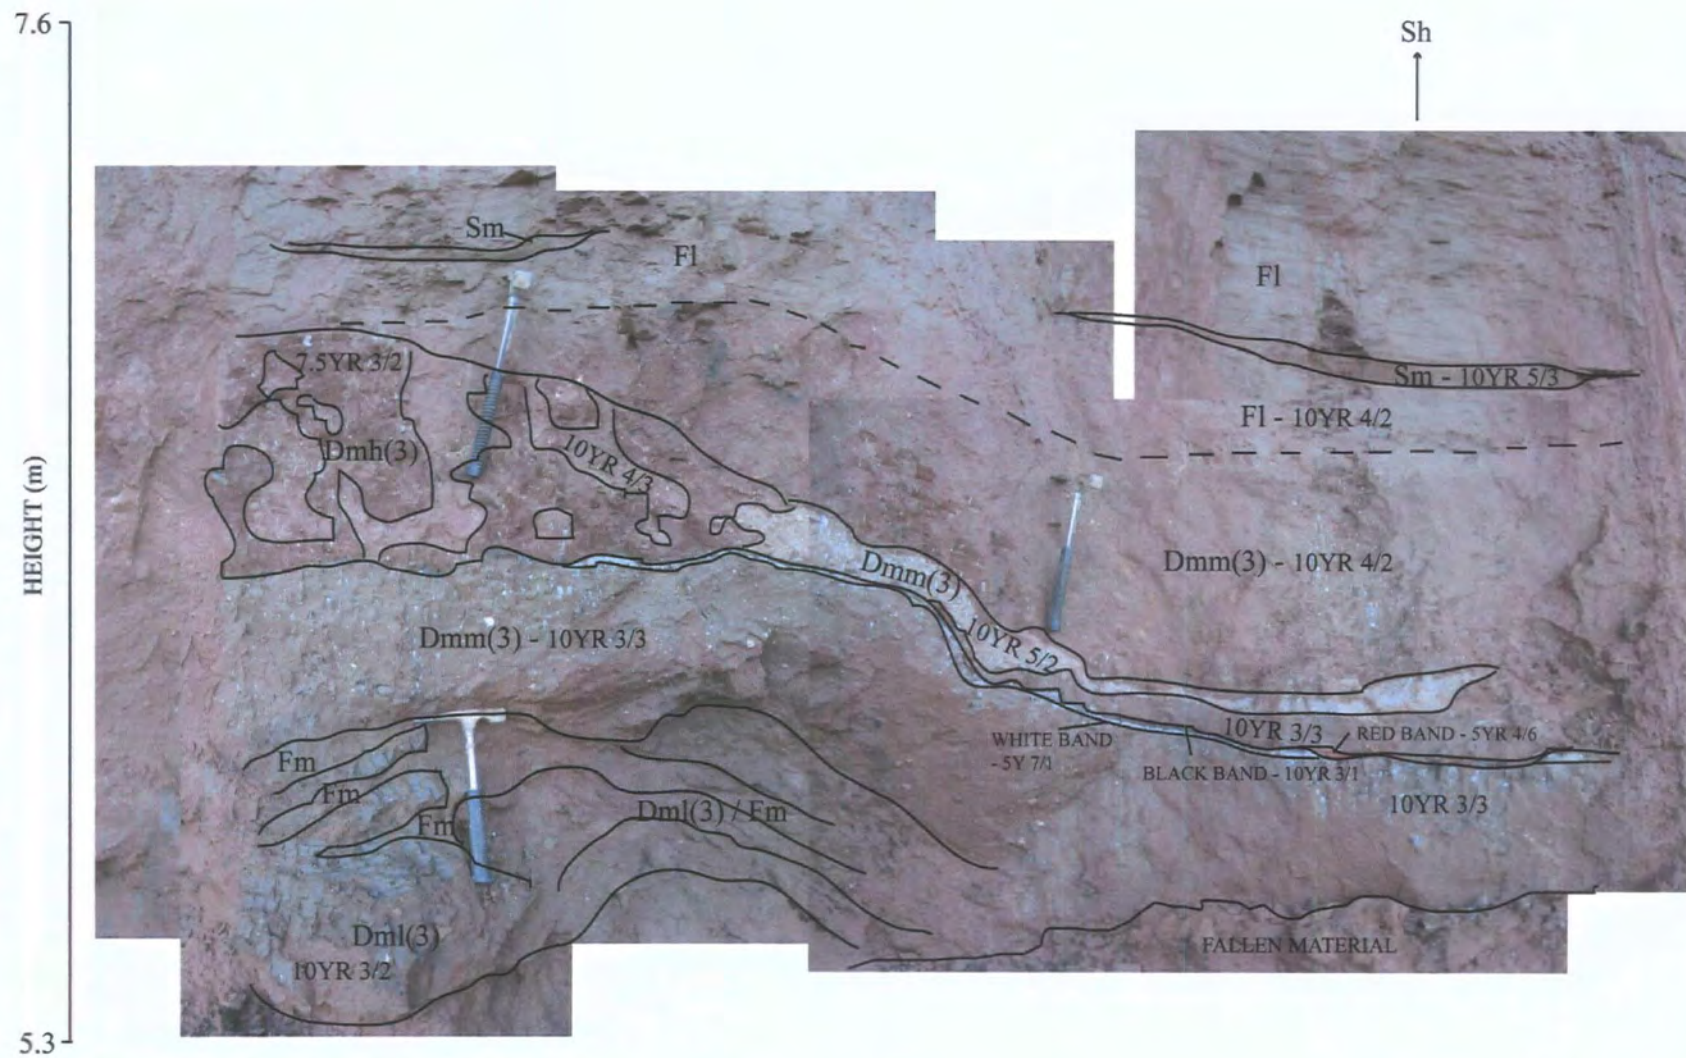 7.6
Sh
Sm
Fl
Fl
7.5YR 3/2
Sm - 10YR 5/3
Fl - 10YR 4/2
Dmh(3)
10YR 4/3
HEIGHT (m)
Dmm(3)
Dmm(3) - 10YR 4/2
Dmm(3) - 10YR 3/3
10YR 5/2
WHITE BAND
- 5Y 7/1
10YR 3/3
RED BAND - 5YR 4/6
BLACK BAND - 10YR 3/1
Fm
Fm
Fm
Dml(3) / Fm
10YR 3/3
Dml(3)
10YR 3/2
FALLEN MATERIAL
5.3